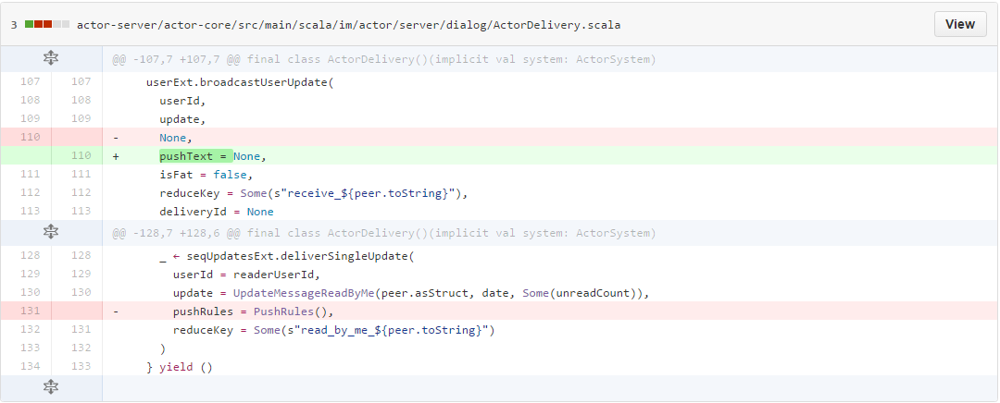 3 actor-server/actor-core/src/main/scala/im/actor/server/dialog/ActorDelivery.scala View
@@ -107,7 +107,7 @@ final class ActorDelivery()(implicit val system: ActorSystem)
107 107 userExt.broadcastUserUpdate(
108 108 userId,
109 109 update,
110 - None,
110 + pushText = None,
111 111 isFat = false,
112 112 reduceKey = Some(s"receive_${peer.toString}"),
113 113 deliveryId = None
@@ -128,7 +128,6 @@ final class ActorDelivery()(implicit val system: ActorSystem)
128 128 _ ← seqUpdatesExt.deliverSingleUpdate(
129 129 userId = readerUserId,
130 130 update = UpdateMessageReadByMe(peer.asStruct, date, Some(unreadCount)),
131 - pushRules = PushRules(),
132 131 reduceKey = Some(s"read_by_me_${peer.toString}")
133 132 )
134 133 } yield ()